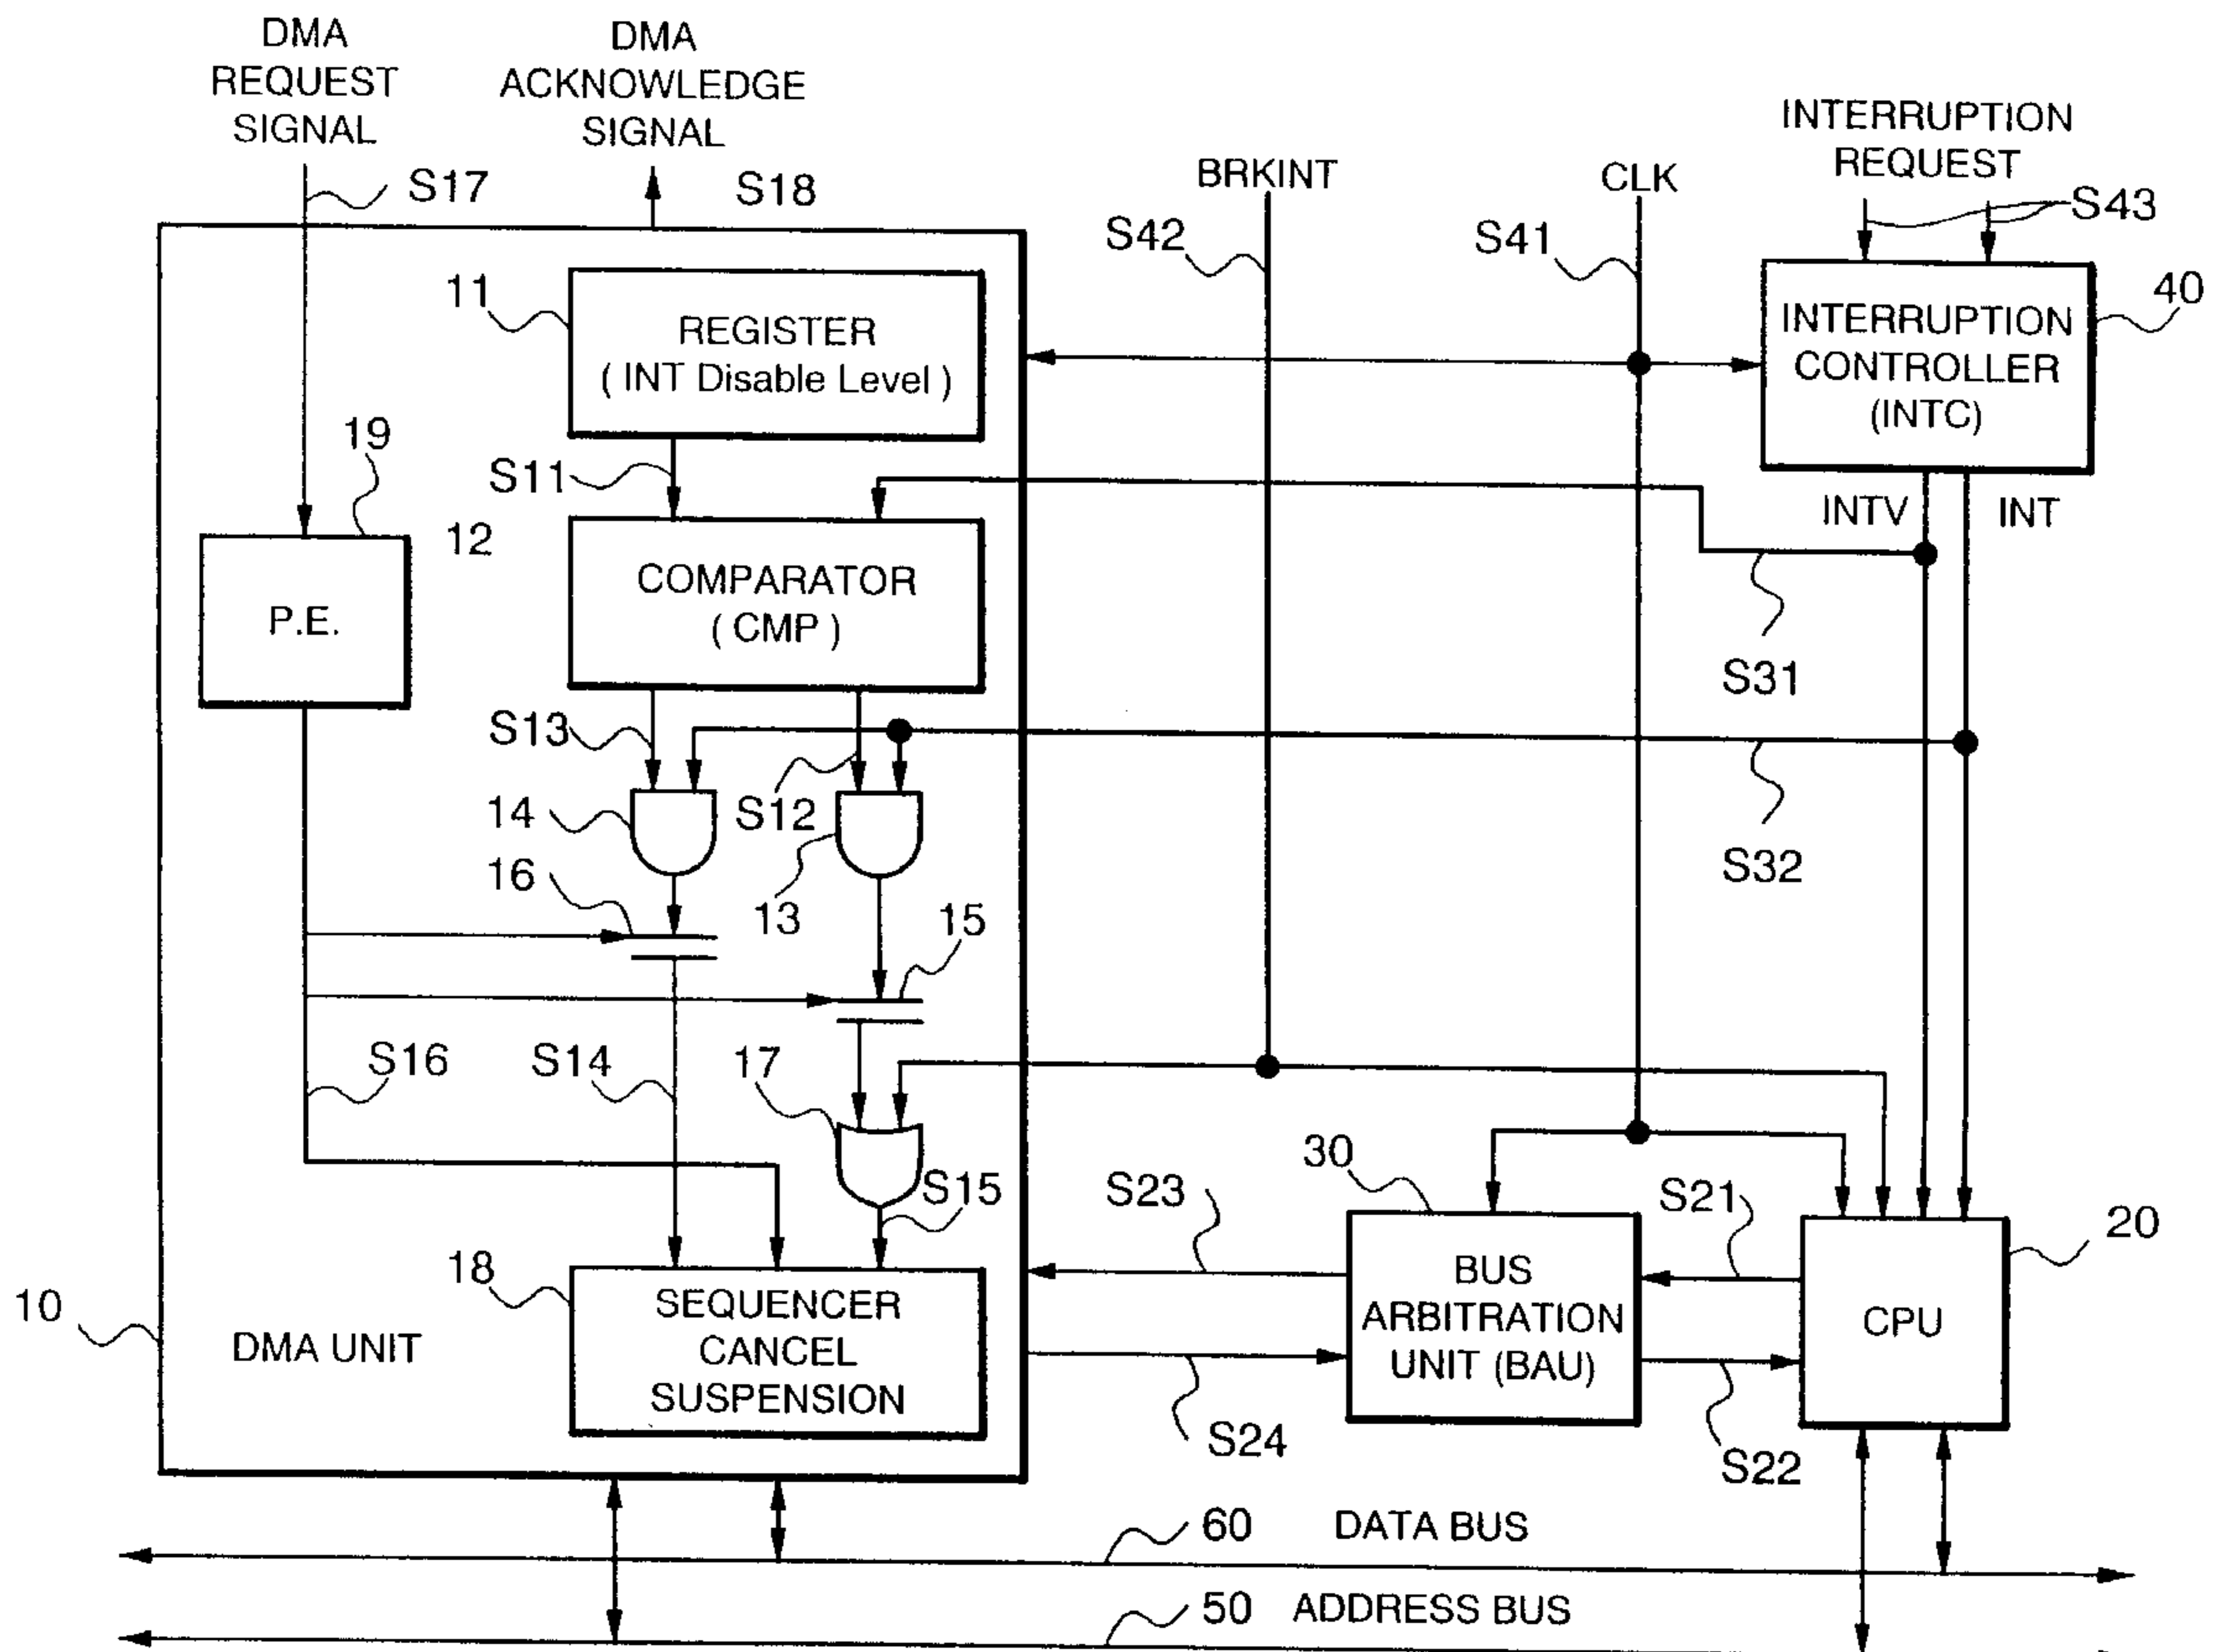 DMA
REQUEST
SIGNAL
DMA
ACKNOWLEDGE
SIGNAL
S17
S18
BRKINT
CLK
INTERRUPTION
REQUEST
S43
S42
S41
11
REGISTER
( INT Disable Level )
40
INTERRUPTION
CONTROLLER
(INTC)
19
S11
12
INTV
INT
P.E.
COMPARATOR
( CMP )
S31
S13
14
S12
S32
16
13
15
S16
S14
17
30
S15
S23
S21
20
18
SEQUENCER
CANCEL
SUSPENSION
BUS
ARBITRATION
UNIT (BAU)
CPU
10
DMA UNIT
S24
S22
60
DATA BUS
50
ADDRESS BUS